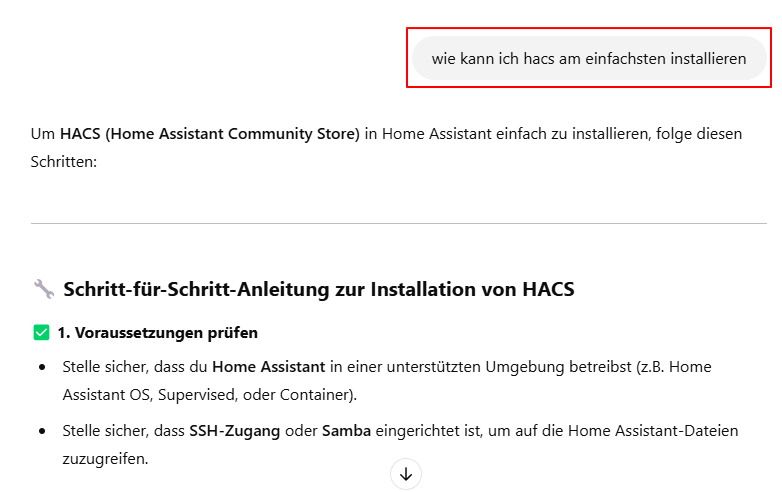 wie kann ich hacs am einfachsten installieren
Um HACS (Home Assistant Community Store) in Home Assistant einfach zu installieren, folge diesen
Schritten:
Schritt-für-Schritt-Anleitung zur Installation von HACS
1. Voraussetzungen prüfen
Stelle sicher, dass du Home Assistant in einer unterstützten Umgebung betreibst (z.B. Home
Assistant OS, Supervised, oder Container).
Stelle sicher, dass SSH-Zugang oder Samba eingerichtet ist, um auf die Home Assistant-Dateien
zuzugreifen.